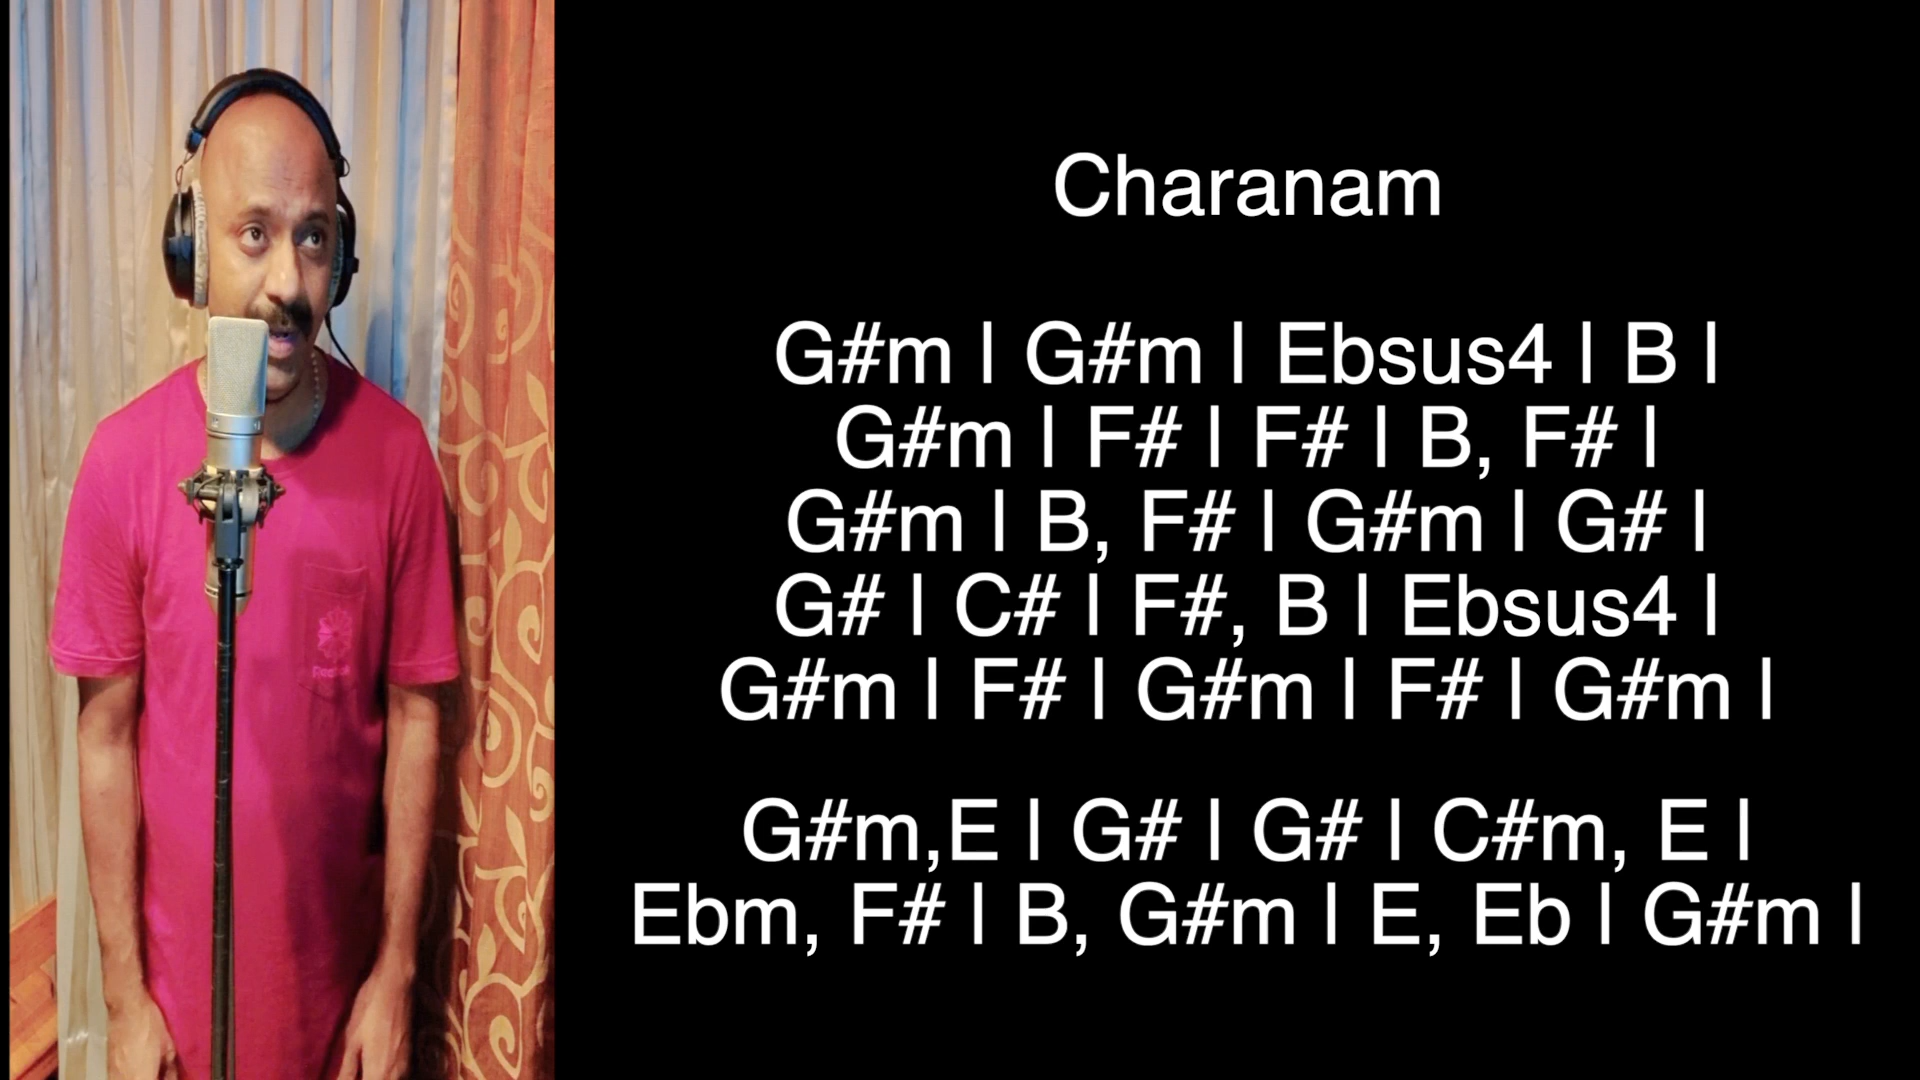 Charanam
G#m | G#m | Ebsus4 | B |
G#m | F# | F# | B, F# |
G#m | B, F# | G#m | G# |
G# | C# | F#, B | Ebsus4 |
G#m | F# | G#m | F# | G#m |
G#m,E | G# | G# | C#m, E |
Ebm, F# | B, G#m | E, Eb | G#m |